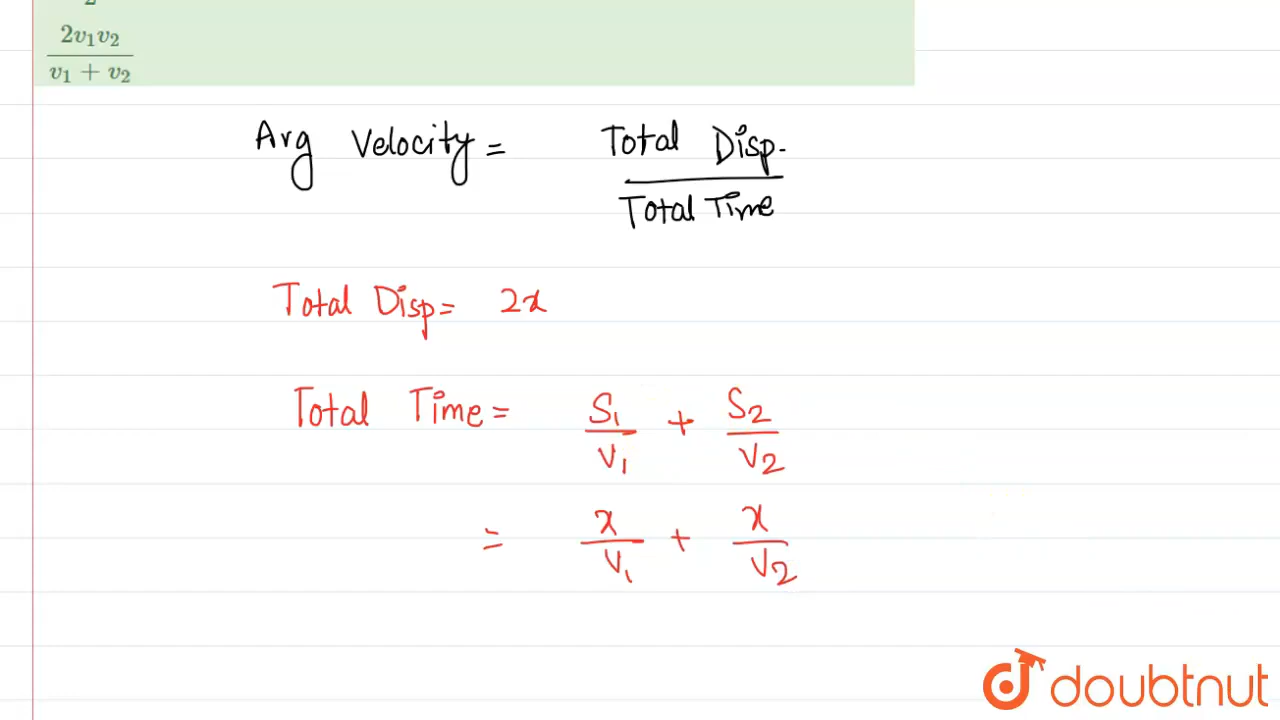 2
2v₁v₂
v₁ + v₂
Avg Velocity = Total Disp.
Total Time
Total Disp = 2x
Total Time = S₁ + S₂
V₁ V₂
= x + x
V₁ V₂
doubtnut